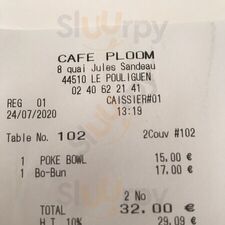 CAFE PLOOM
8 quai Jules Sandeau
44510 LE POULIGUEN
02 40 62 21 41
REG 01 CAISSIER#01
24/07/2020 13:19
Table No. 102 2Couv #102
1 POKE BOWL 15.00 €
1 Bo-Bun 17.00 €
2 No
TOTAL 32.00 €
H.T. 10% 29.09 €
Sluurpy